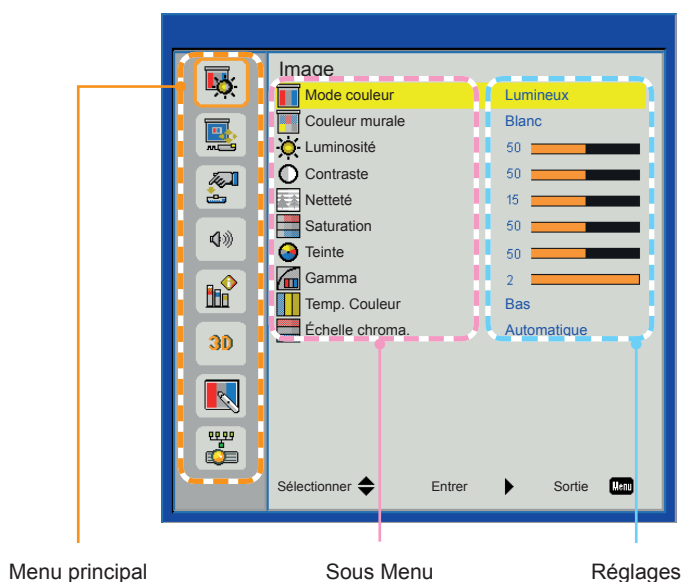 Image
Mode couleur Lumineux
Couleur murale Blanc
Luminosité 50
Contraste 50
Netteté 15
Saturation 50
Teinte 50
Gamma 2
Temp. Couleur Bas
Échelle chroma. Automatique
3D
Sélectionner Entrer Sortie Menu
Menu principal Sous Menu Réglages